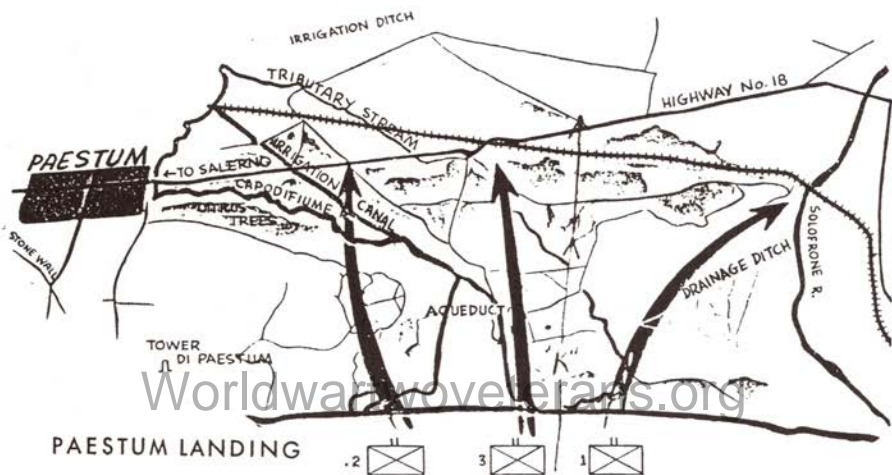 IRRIGATION DITCH
TRIBUTARY STREAM
HIGHWAY No. 18
PAESTUM
←TO SALERNO
IRRIGATION
CANAL
CAPODIFIUME R.
CITRUS
TREES
STONE WALL
SOLOFRONE R.
DRAINAGE DITCH
AQUEDUCT
TOWER
DI PAESTUM
Worldwartwoveterans.org
PAESTUM LANDING
.2
3
1